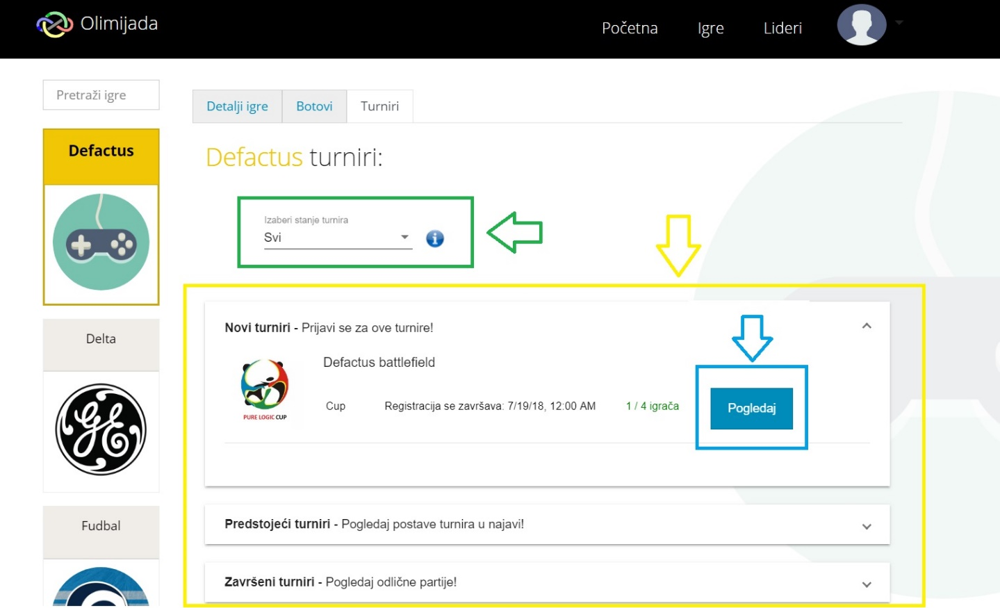 Olimijada
Početna Igre Lideri
Pretraži igre
Detalji igre Botovi Turniri
Defactus
Defactus turniri:
Izaberi stanje turnira
Svi
i
Novi turniri - Prijavi se za ove turnire!
Delta
Defactus battlefield
Cup Registracija se završava: 7/19/18, 12:00 AM 1 / 4 igrača Pogledaj
PURE LOGIC CUP
GE
Fudbal
Predstojeći turniri - Pogledaj postave turnira u najavi!
Završeni turniri - Pogledaj odlične partije!